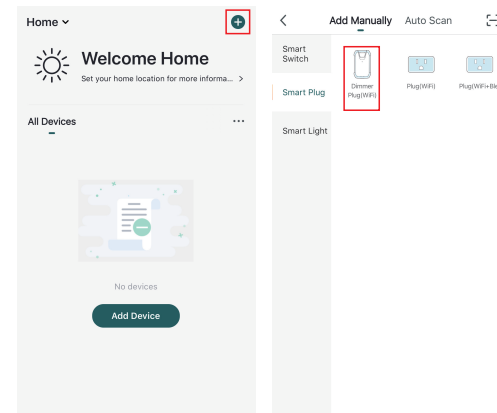 Home
Welcome Home
Set your home location for more informa... >
All Devices
...
No devices
Add Device
Add Manually Auto Scan
Smart
Switch
Smart Plug
Smart Light
Dimmer
Plug(WiFi)
Plug(WiFi)
Plug(WiFi+Ble